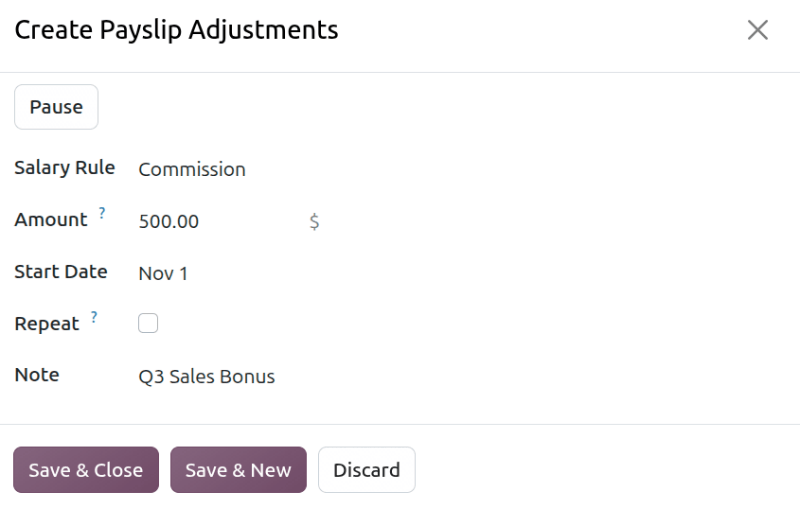 Create Payslip Adjustments
Pause
Salary Rule Commission
Amount ? 500.00 $
Start Date Nov 1
Repeat ?
Note Q3 Sales Bonus
Save & Close Save & New Discard